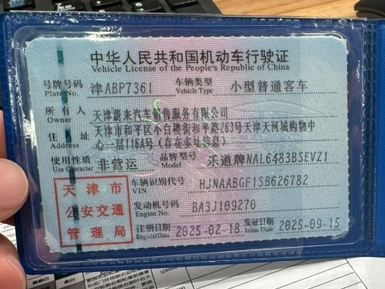 中华人民共和国机动车行驶证
Vehicle License of the People's Republic of China
号牌号码 津ABP7361 车辆类型 小型普通客车
Plate No. Vehicle Type
所有人 天津蔚来汽车销售服务有限公司
Owner
住址 天津市和平区小白楼街和平路263号天津天河城购物中
Address 心一层116A号(存在多址信息)
使用性质 非营运 品牌型号 乐道牌NAL6483BSEVZ1
Use Character Model
天津市
公安交通
管理局
车辆识别代号 HJNAABGF1SB626782
VIN
发动机号码 BA3J109270
Engine No.
注册日期 2025-02-18 发证日期 2025-09-15
Register Date Issue Date